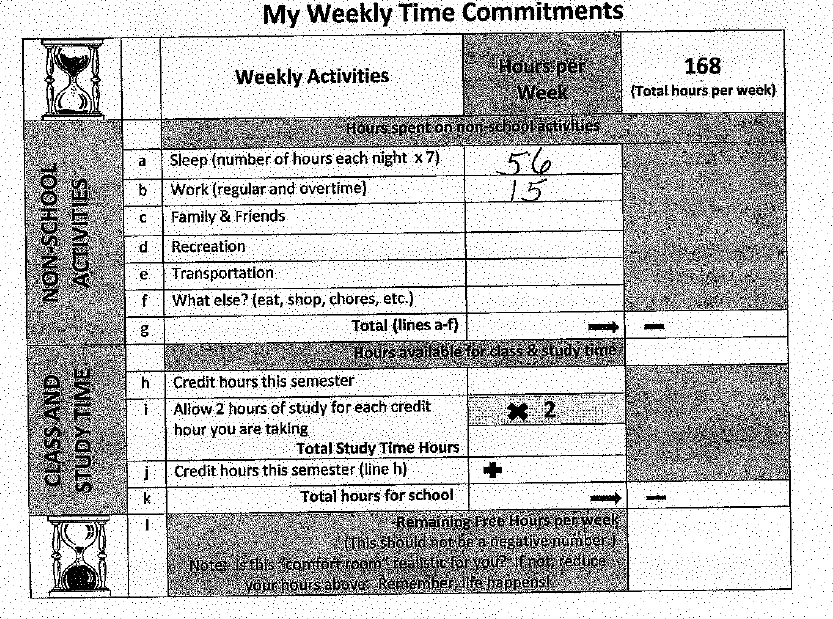 My Weekly Time Commitments
Weekly Activities
Hours per
Week
168
(Total hours per week)
Hours spent on non-school activities
NON-SCHOOL
ACTIVITIES
a Sleep (number of hours each night x 7) 56
b Work (regular and overtime) 15
c Family & Friends
d Recreation
e Transportation
f What else? (eat, shop, chores, etc.)
g Total (lines a-f) → −
Hours available for class & study time
CLASS AND
STUDY TIME
h Credit hours this semester
i Allow 2 hours of study for each credit ✖ 2
hour you are taking
Total Study Time Hours
j Credit hours this semester (line h) ✚
k Total hours for school → −
l Remaining Free Hours per week
(This should not be a negative number.)
Note: Is this "comfort room" realistic for you? If not, reduce
your hours above. Remember, life happens!